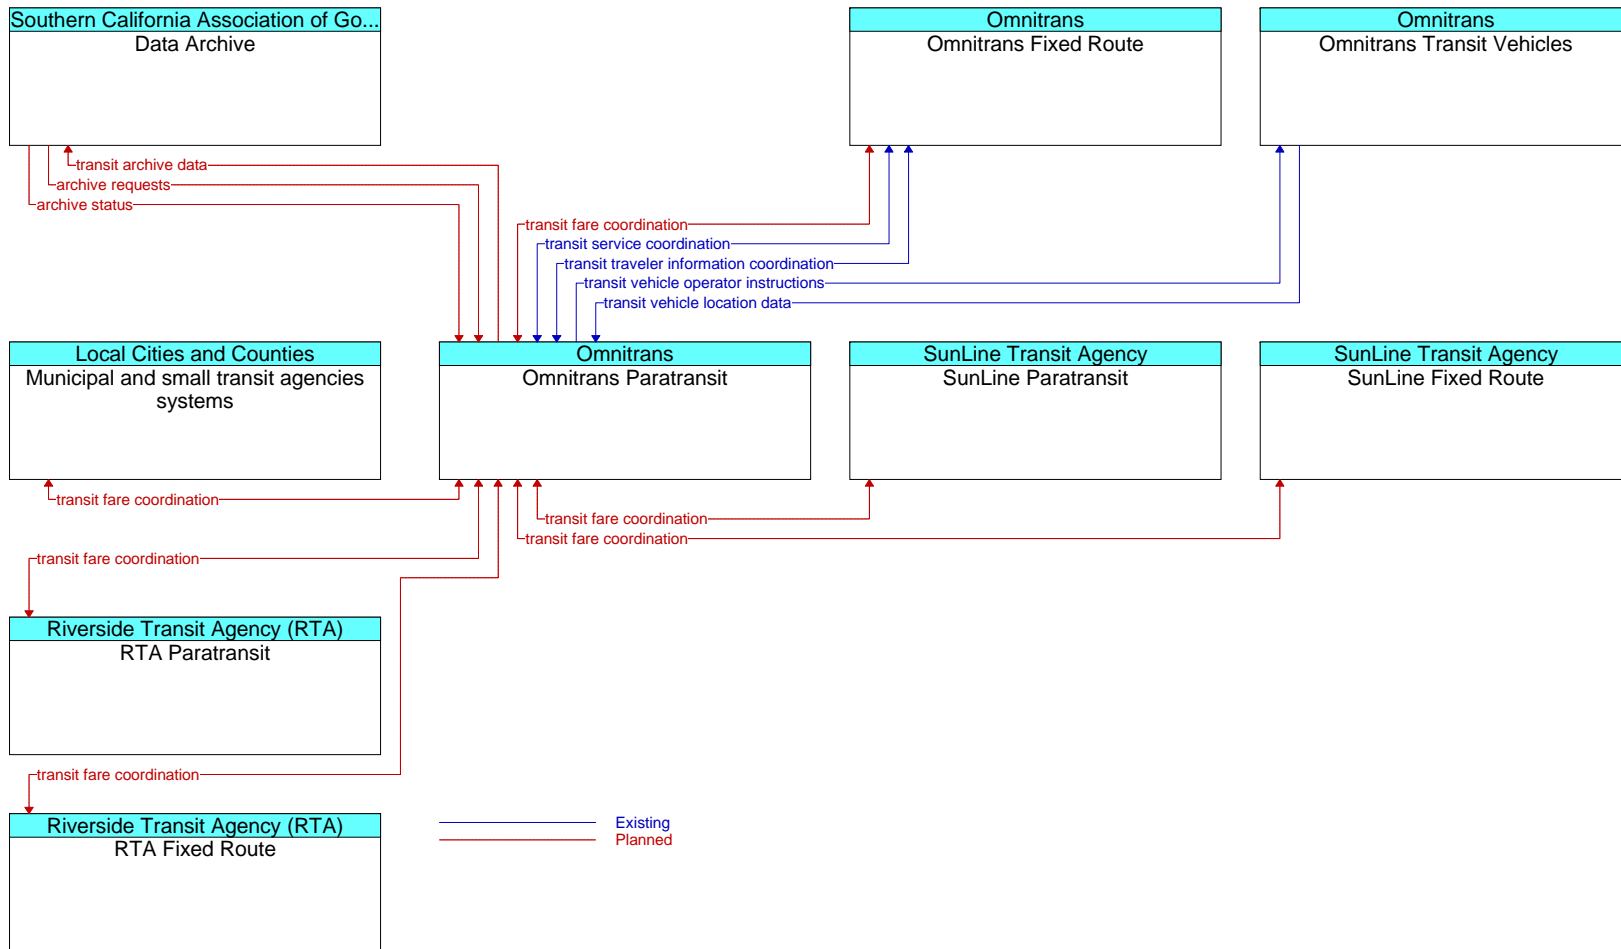 Southern California Association of Go...
Data Archive
Omnitrans
Omnitrans Fixed Route
Omnitrans
Omnitrans Transit Vehicles
transit archive data
archive requests
archive status
transit fare coordination
transit service coordination
transit traveler information coordination
transit vehicle operator instructions
transit vehicle location data
Local Cities and Counties
Municipal and small transit agencies
systems
Omnitrans
Omnitrans Paratransit
SunLine Transit Agency
SunLine Paratransit
SunLine Transit Agency
SunLine Fixed Route
transit fare coordination
transit fare coordination
transit fare coordination
transit fare coordination
Riverside Transit Agency (RTA)
RTA Paratransit
transit fare coordination
Riverside Transit Agency (RTA)
RTA Fixed Route
Existing
Planned